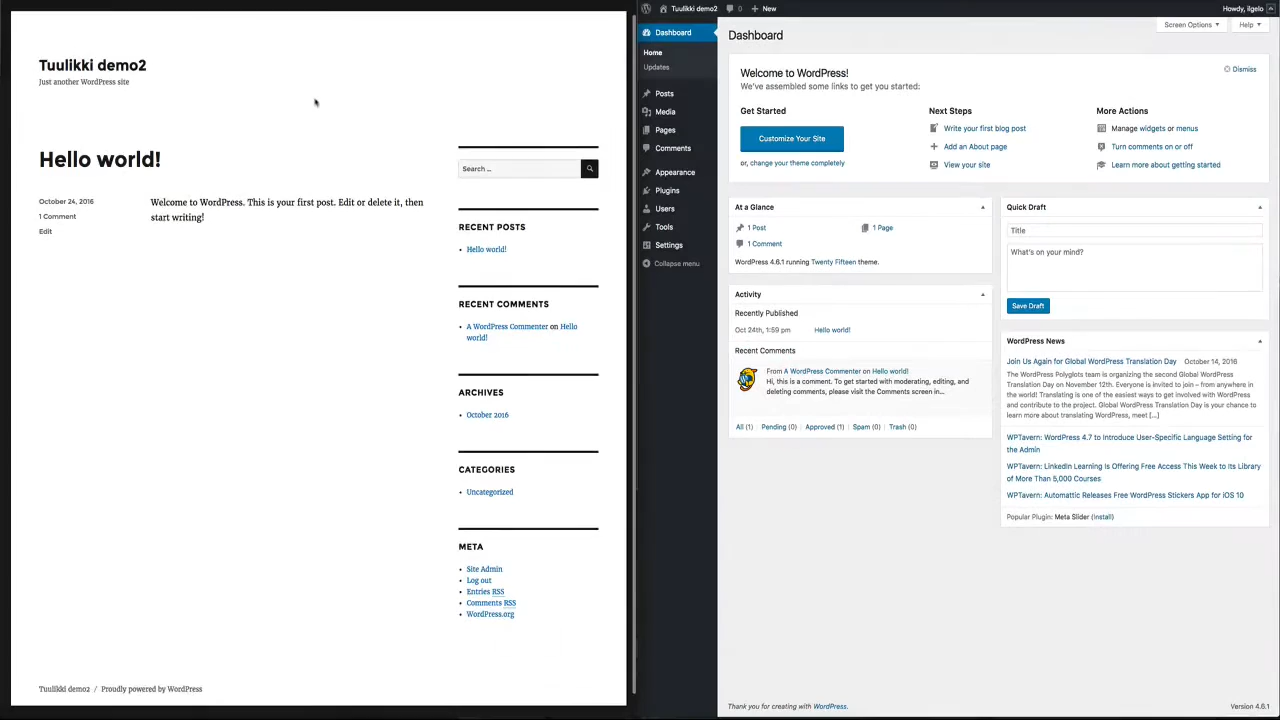 Tuulikki demo2
Just another WordPress site
Hello world!
October 24, 2016
1 Comment
Edit
Welcome to WordPress. This is your first post. Edit or delete it, then
start writing!
Search …
RECENT POSTS
Hello world!
RECENT COMMENTS
A WordPress Commenter on Hello
world!
ARCHIVES
October 2016
CATEGORIES
Uncategorized
META
Site Admin
Log out
Entries RSS
Comments RSS
WordPress.org
Tuulikki demo2 / Proudly powered by WordPress
Tuulikki demo2 0 + New
Howdy, ilgelo
Dashboard
Home
Updates
Posts
Media
Pages
Comments
Appearance
Plugins
Users
Tools
Settings
Collapse menu
Screen Options
Help
Dashboard
Welcome to WordPress!
We've assembled some links to get you started:
Dismiss
Get Started
Customize Your Site
or, change your theme completely
Next Steps
Write your first blog post
Add an About page
View your site
More Actions
Manage widgets or menus
Turn comments on or off
Learn more about getting started
At a Glance
1 Post
1 Page
1 Comment
WordPress 4.6.1 running Twenty Fifteen theme.
Activity
Recently Published
Oct 24th, 1:59 pm Hello world!
Recent Comments
From A WordPress Commenter on Hello world!
Hi, this is a comment. To get started with moderating, editing, and
deleting comments, please visit the Comments screen in…
All (1) | Pending (0) | Approved (1) | Spam (0) | Trash (0)
Quick Draft
Title
What's on your mind?
Save Draft
WordPress News
Join Us Again for Global WordPress Translation Day October 14, 2016
The WordPress Polyglots team is organizing the second Global WordPress
Translation Day on November 12th. Everyone is invited to join – from anywhere in
the world! Translating is one of the easiest ways to get involved with WordPress
and contribute to the project. Global WordPress Translation Day is your chance to
learn more about translating WordPress, meet […]
WPTavern: WordPress 4.7 to Introduce User-Specific Language Setting for
the Admin
WPTavern: LinkedIn Learning Is Offering Free Access This Week to Its Library
of More Than 5,000 Courses
WPTavern: Automattic Releases Free WordPress Stickers App for iOS 10
Popular Plugin: Meta Slider (Install)
Thank you for creating with WordPress.
Version 4.6.1